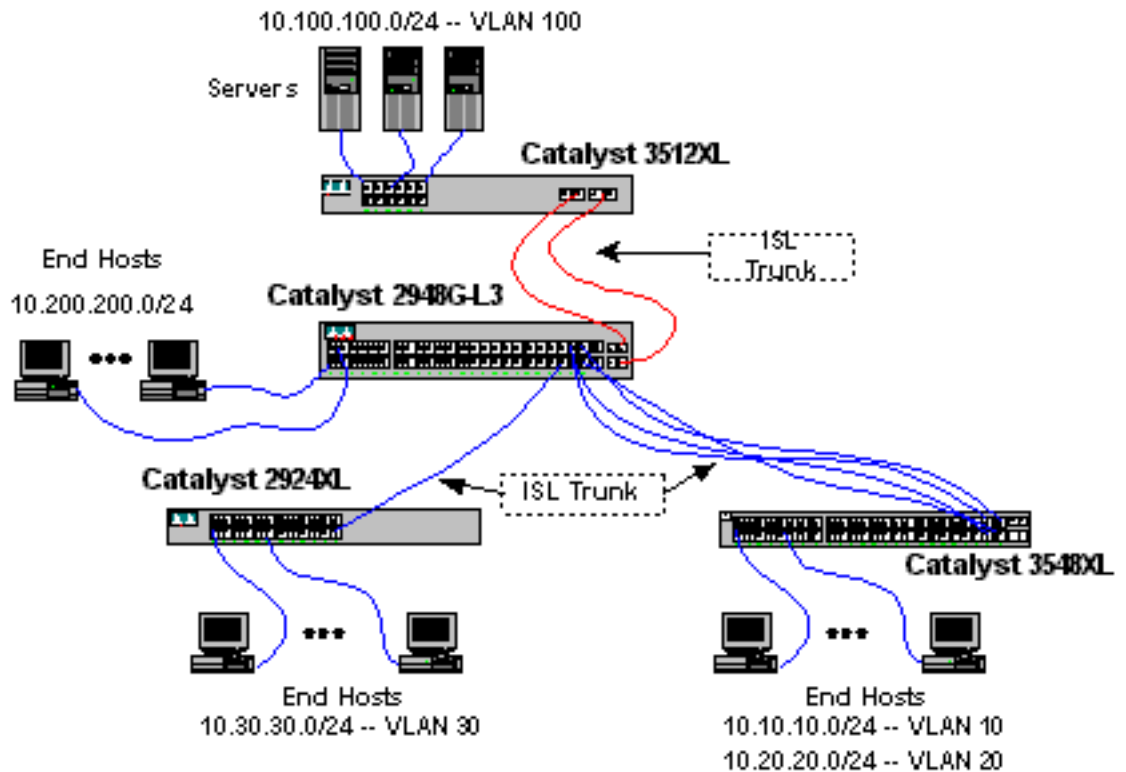 10.100.100.0/24 -- VLAN 100
Servers
Catalyst 3512XL
ISL
Trunk
End Hosts
10.200.200.0/24
Catalyst 2948G-L3
Catalyst 2924XL
ISL Trunk
Catalyst 3548XL
End Hosts
10.30.30.0/24 -- VLAN 30
End Hosts
10.10.10.0/24 -- VLAN 10
10.20.20.0/24 -- VLAN 20